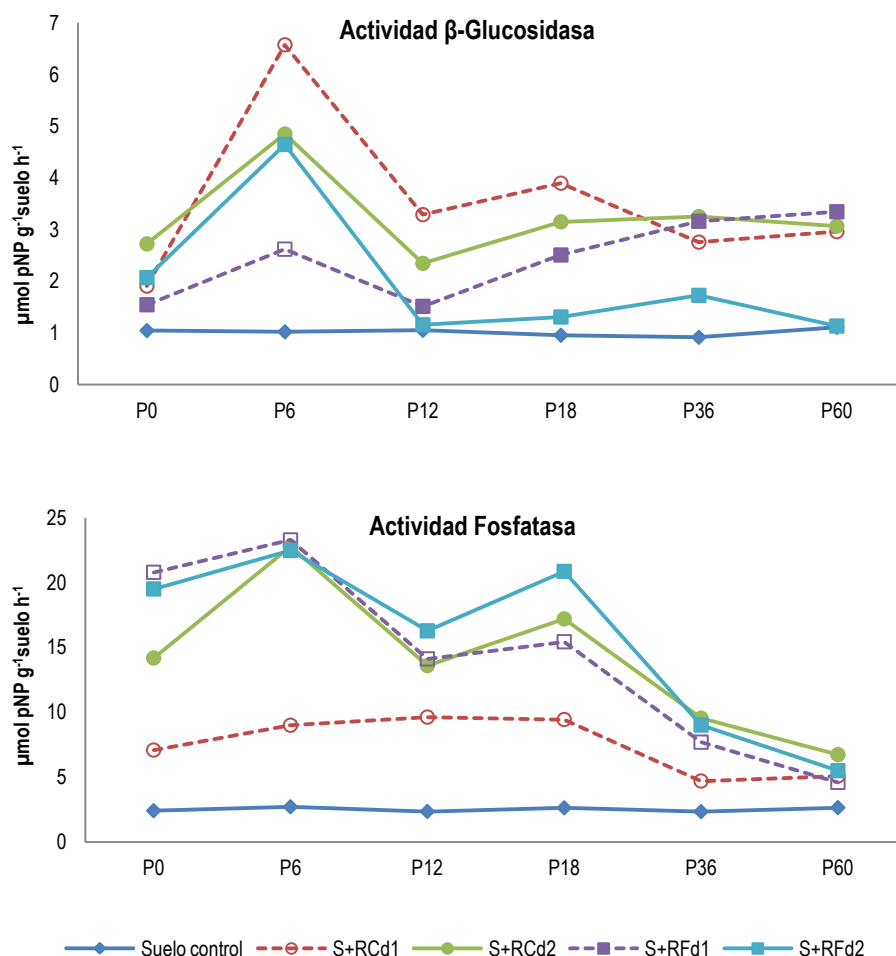 Actividad β-Glucosidasa
µmol pNP g⁻¹suelo h⁻¹
7
6
5
4
3
2
1
0
P0 P6 P12 P18 P36 P60
Actividad Fosfatasa
µmol pNP g⁻¹suelo h⁻¹
25
20
15
10
5
0
P0 P6 P12 P18 P36 P60
Suelo control S+RCd1 S+RCd2 S+RFd1 S+RFd2